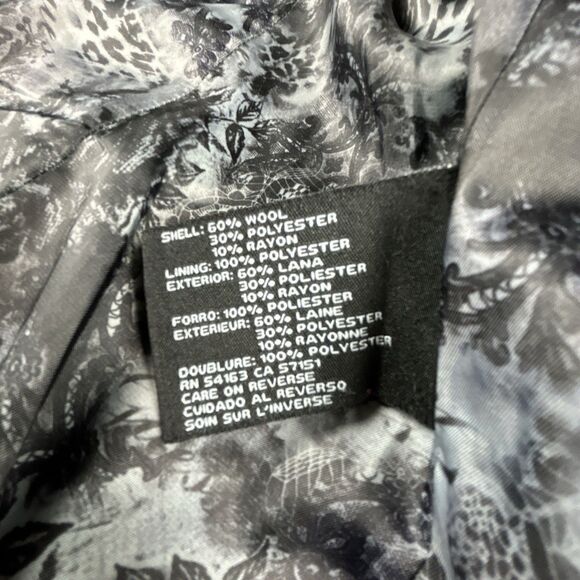 SHELL: 60% WOOL
30% POLYESTER
10% RAYON
LINING: 100% POLYESTER
EXTERIOR: 60% LANA
30% POLIESTER
10% RAYON
FORRO: 100% POLIESTER
EXTERIEUR: 60% LAINE
30% POLYESTER
10% RAYONNE
DOUBLURE: 100% POLYESTER
RN 54163 CA 57151
CARE ON REVERSE
CUIDADO AL REVERSO
SOIN SUR L'INVERSE